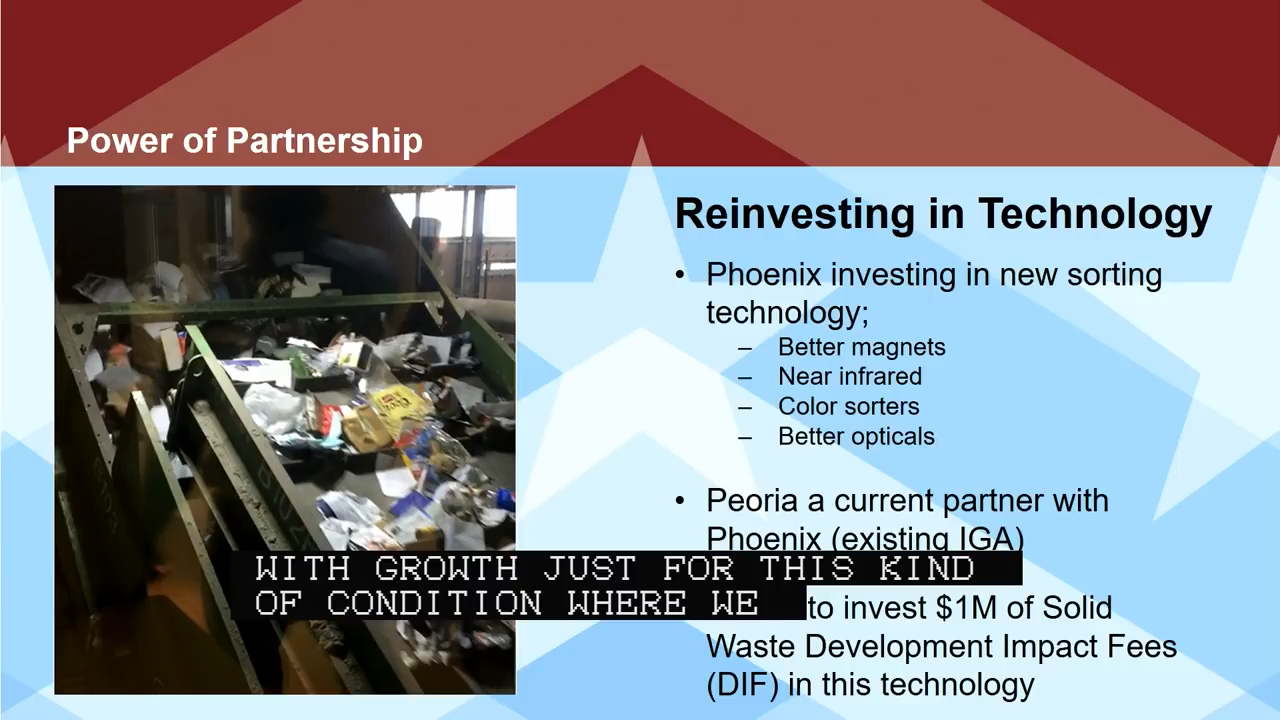 Power of Partnership
Reinvesting in Technology
• Phoenix investing in new sorting
technology;
– Better magnets
– Near infrared
– Color sorters
– Better opticals
• Peoria a current partner with
Phoenix (existing IGA)
to invest $1M of Solid
Waste Development Impact Fees
(DIF) in this technology
WITH GROWTH JUST FOR THIS KIND
OF CONDITION WHERE WE